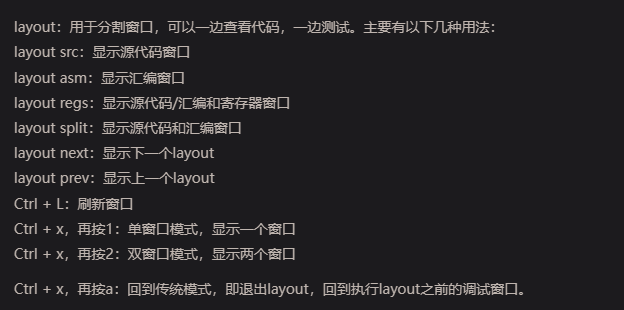 layout：用于分割窗口，可以一边查看代码，一边测试。主要有以下几种用法：
layout src：显示源代码窗口
layout asm：显示汇编窗口
layout regs：显示源代码/汇编和寄存器窗口
layout split：显示源代码和汇编窗口
layout next：显示下一个layout
layout prev：显示上一个layout
Ctrl + L：刷新窗口
Ctrl + x，再按1：单窗口模式，显示一个窗口
Ctrl + x，再按2：双窗口模式，显示两个窗口
Ctrl + x，再按a：回到传统模式，即退出layout，回到执行layout之前的调试窗口。